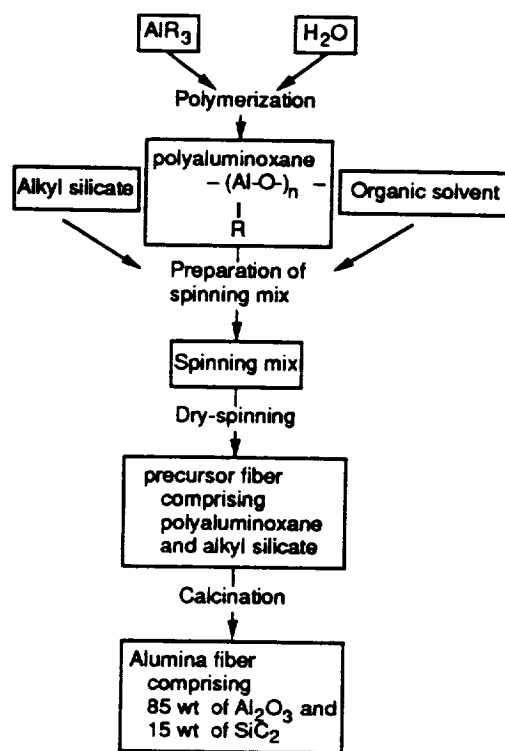 AlR₃
H₂O
Polymerization
polyaluminoxane
– (Al-O-)ₙ –
R
Alkyl silicate
Organic solvent
Preparation of
spinning mix
Spinning mix
Dry-spinning
precursor fiber
comprising
polyaluminoxane
and alkyl silicate
Calcination
Alumina fiber
comprising
85 wt of Al₂O₃ and
15 wt of SiC₂